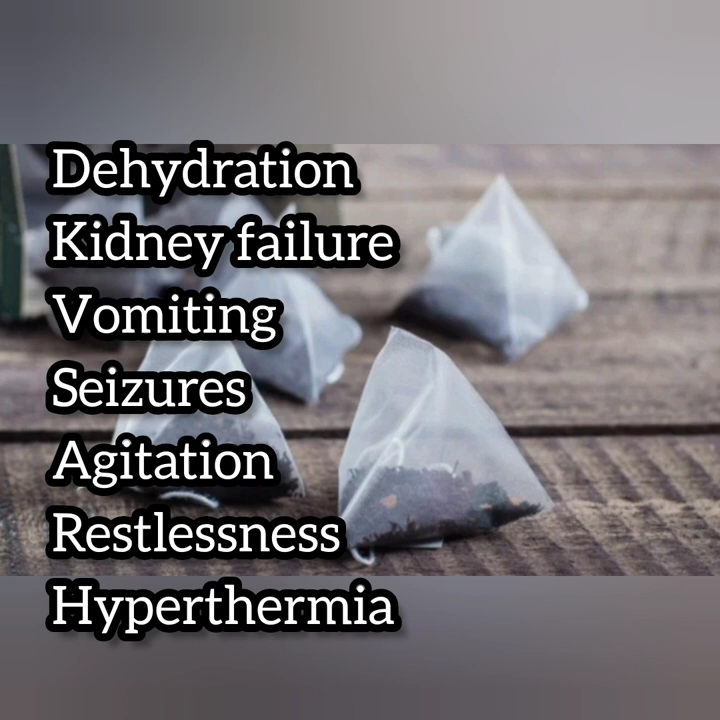 Dehydration
Kidney failure
Vomiting
Seizures
Agitation
Restlessness
Hyperthermia